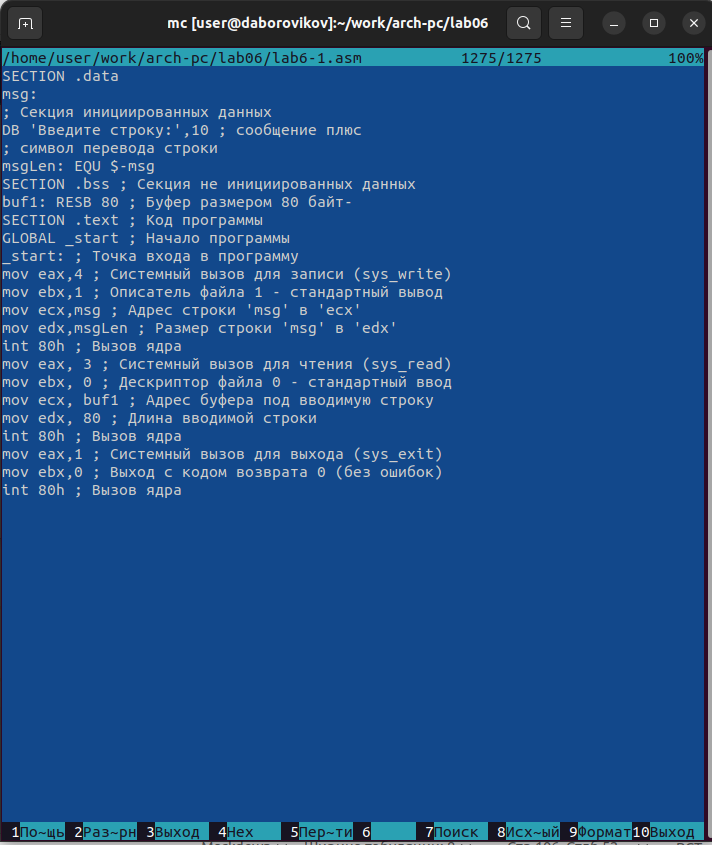 mc [user@daborovikov]:~/work/arch-pc/lab06
/home/user/work/arch-pc/lab06/lab6-1.asm 1275/1275 100%
SECTION .data
msg:
; Секция инициированных данных
DB 'Введите строку:',10 ; сообщение плюс
; символ перевода строки
msgLen: EQU $-msg
SECTION .bss ; Секция не инициированных данных
buf1: RESB 80 ; Буфер размером 80 байт-
SECTION .text ; Код программы
GLOBAL _start ; Начало программы
_start: ; Точка входа в программу
mov eax,4 ; Системный вызов для записи (sys_write)
mov ebx,1 ; Описатель файла 1 - стандартный вывод
mov ecx,msg ; Адрес строки 'msg' в 'ecx'
mov edx,msgLen ; Размер строки 'msg' в 'edx'
int 80h ; Вызов ядра
mov eax, 3 ; Системный вызов для чтения (sys_read)
mov ebx, 0 ; Дескриптор файла 0 - стандартный ввод
mov ecx, buf1 ; Адрес буфера под вводимую строку
mov edx, 80 ; Длина вводимой строки
int 80h ; Вызов ядра
mov eax,1 ; Системный вызов для выхода (sys_exit)
mov ebx,0 ; Выход с кодом возврата 0 (без ошибок)
int 80h ; Вызов ядра
1По~щь 2Раз~рн 3Выход 4Hex 5Пер~ти 6 7Поиск 8Исх~ый 9Формат 10Выход